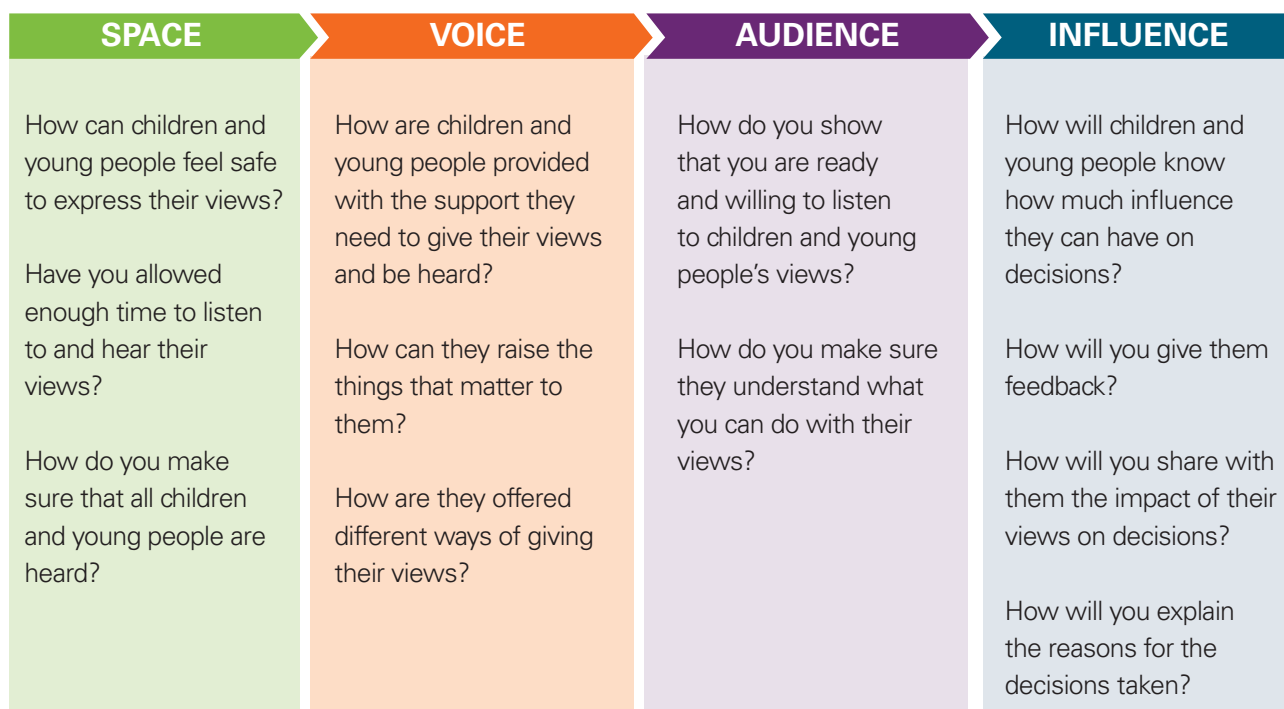 SPACE
How can children and
young people feel safe
to express their views?
Have you allowed
enough time to listen
to and hear their
views?
How do you make
sure that all children
and young people are
heard?
VOICE
How are children and
young people provided
with the support they
need to give their views
and be heard?
How can they raise the
things that matter to
them?
How are they offered
different ways of giving
their views?
AUDIENCE
How do you show
that you are ready
and willing to listen
to children and young
people’s views?
How do you make sure
they understand what
you can do with their
views?
INFLUENCE
How will children and
young people know
how much influence
they can have on
decisions?
How will you give them
feedback?
How will you share with
them the impact of their
views on decisions?
How will you explain
the reasons for the
decisions taken?